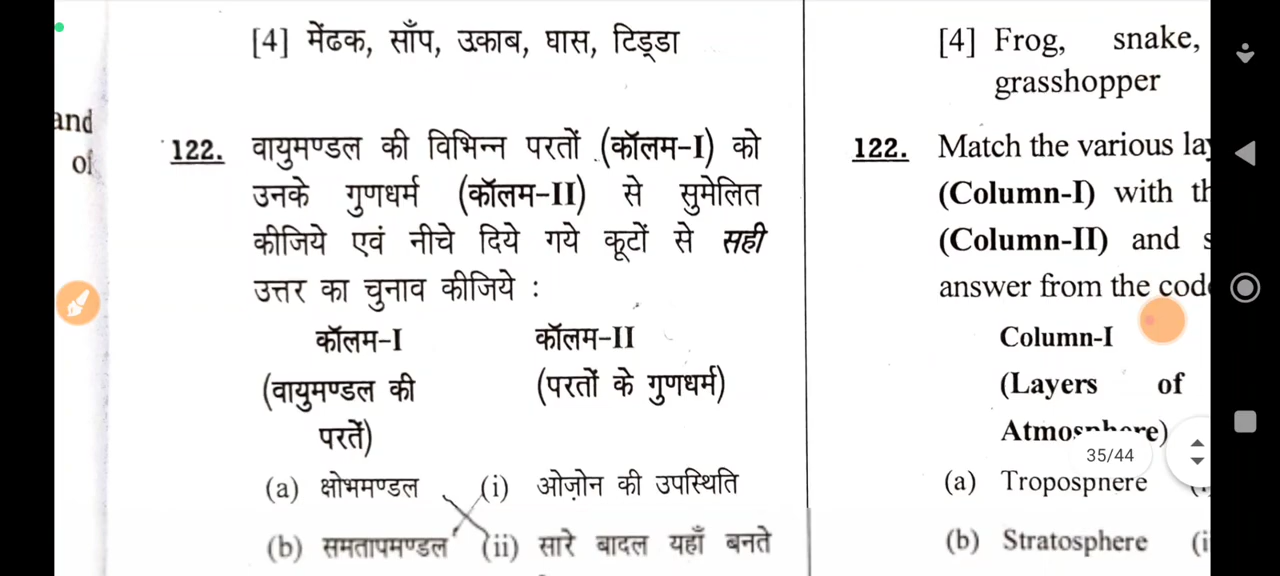 [4] मेंढक, साँप, उकाब, घास, टिड्डा
and
of
122. वायुमण्डल की विभिन्न परतों (कॉलम-I) को
उनके गुणधर्म (कॉलम-II) से सुमेलित
कीजिये एवं नीचे दिये गये कूटों से सही
उत्तर का चुनाव कीजिये :
कॉलम-I कॉलम-II
(वायुमण्डल की (परतों के गुणधर्म)
परतें)
(a) क्षोभमण्डल (i) ओज़ोन की उपस्थिति
(b) समतापमण्डल (ii) सारे बादल यहाँ बनते
[4] Frog, snake,
grasshopper
122. Match the various
(Column-I) with
(Column-II) and
answer from the
Column-I
(Layers of
Atmosphere)
35/44
(a) Tropospnere
(b) Stratosphere